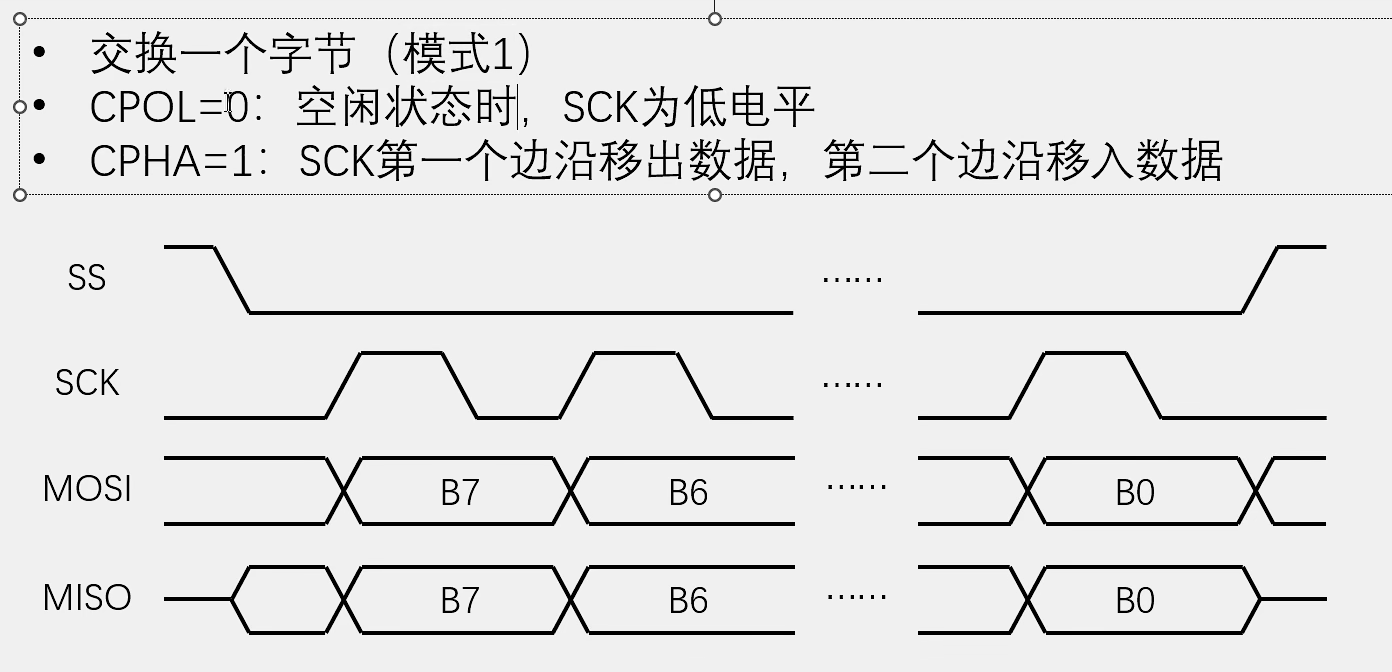 • 交换一个字节（模式1）
• CPOL=0：空闲状态时，SCK为低电平
• CPHA=1：SCK第一个边沿移出数据，第二个边沿移入数据
SS ……
SCK ……
MOSI B7 B6 …… B0
MISO B7 B6 …… B0